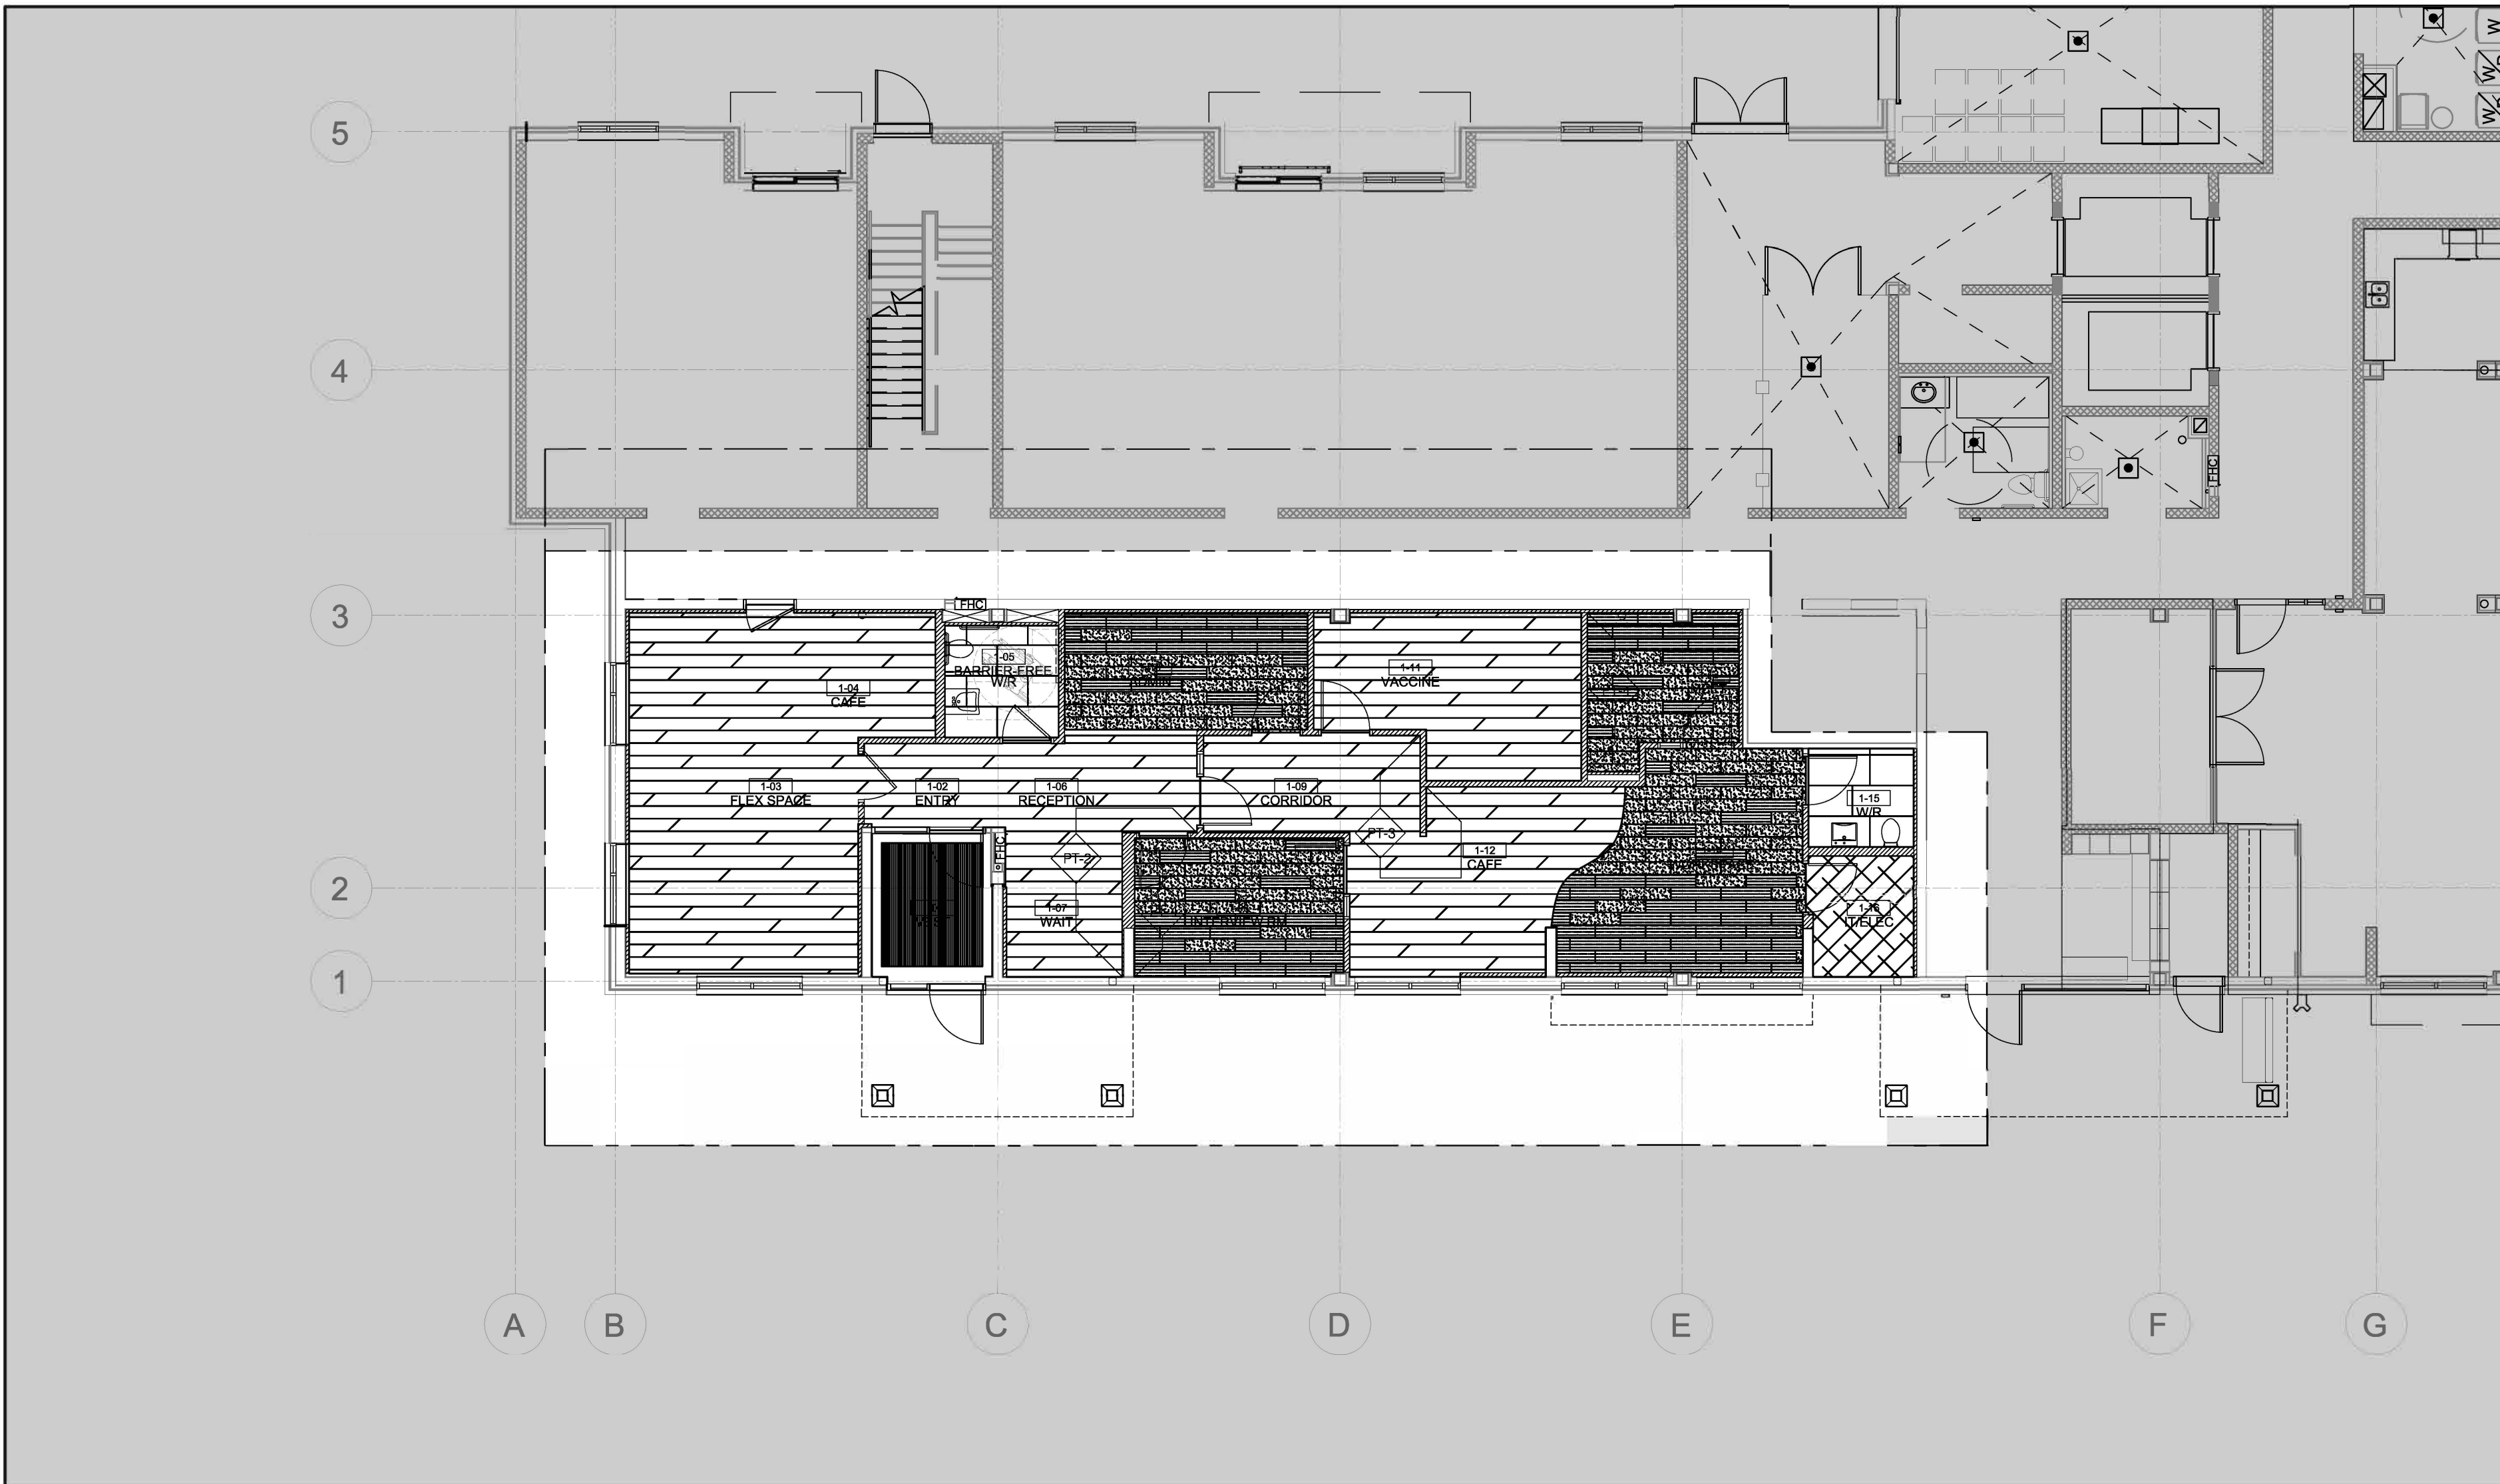 W
W
W
5
4
FHC
3
FHC
1-05
BARRIER-FREE
W/R
1-11
VACCINE
1-04
CAFE
ADMIN
1-03
FLEX SPACE
1-02
ENTRY
1-06
RECEPTION
1-09
CORRIDOR
1-15
W/R
PT-3
FHC
PT-2
1-12
CAFE
2
1-07
WAIT
INTERVIEW RM
1-16
IT/ELEC
1
A
B
C
D
E
F
G